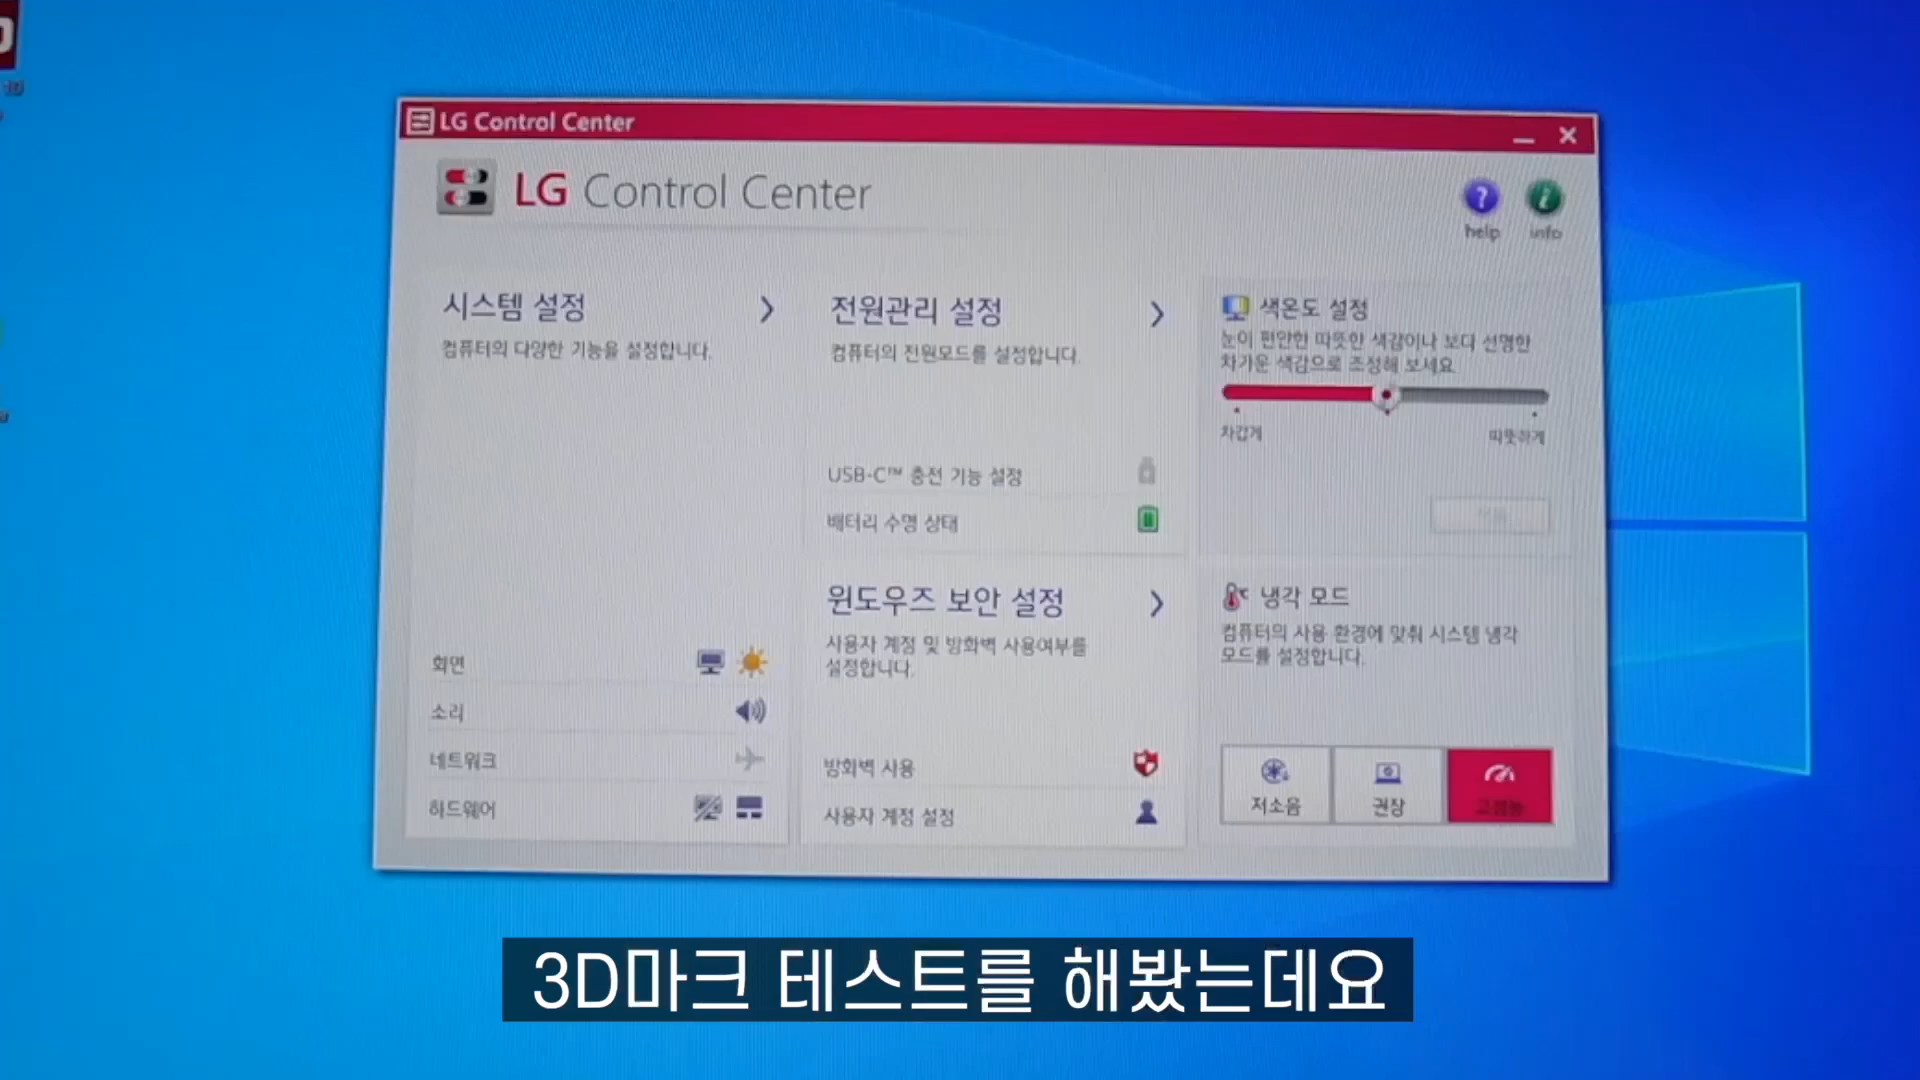 LG Control Center
LG Control Center
help
info
시스템 설정
컴퓨터의 다양한 기능을 설정합니다.
화면
소리
네트워크
하드웨어
전원관리 설정
컴퓨터의 전원모드를 설정합니다.
USB-C™ 충전 기능 설정
배터리 수명 상태
윈도우즈 보안 설정
사용자 계정 및 방화벽 사용여부를
설정합니다.
방화벽 사용
사용자 계정 설정
색온도 설정
눈이 편안한 따뜻한 색감이나 보다 선명한
차가운 색감으로 조정해 보세요
차갑게
따뜻하게
냉각 모드
컴퓨터의 사용 환경에 맞춰 시스템 냉각
모드를 설정합니다.
저소음
권장
고성능
3D마크 테스트를 해봤는데요